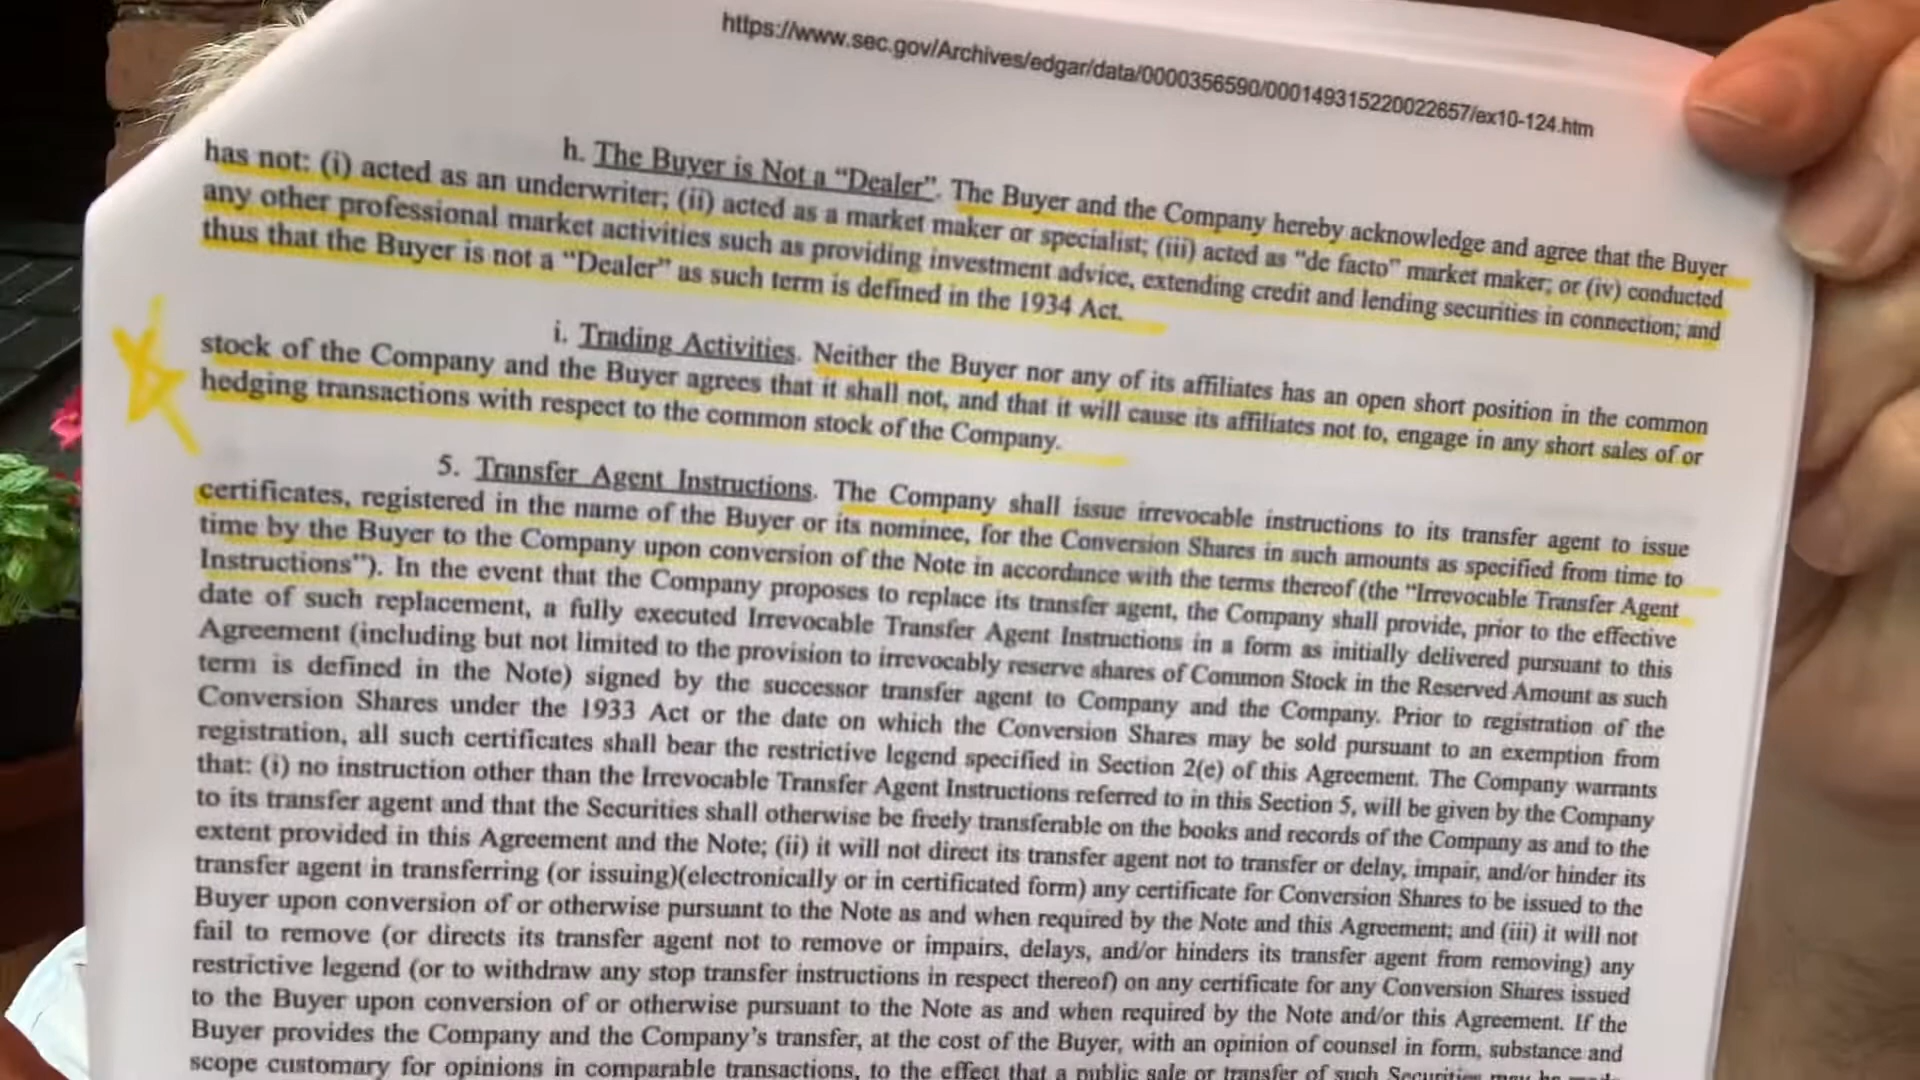 https://www.sec.gov/Archives/edgar/data/0000356590/000149315220022657/ex10-124.htm
h. The Buyer is Not a “Dealer”. The Buyer and the Company hereby acknowledge and agree that the Buyer
has not: (i) acted as an underwriter; (ii) acted as a market maker or specialist; (iii) acted as “de facto” market maker; or (iv) conducted
any other professional market activities such as providing investment advice, extending credit and lending securities in connection; and
thus that the Buyer is not a “Dealer” as such term is defined in the 1934 Act.
i. Trading Activities. Neither the Buyer nor any of its affiliates has an open short position in the common
stock of the Company and the Buyer agrees that it shall not, and that it will cause its affiliates not to, engage in any short sales of or
hedging transactions with respect to the common stock of the Company.
5. Transfer Agent Instructions. The Company shall issue irrevocable instructions to its transfer agent to issue
certificates, registered in the name of the Buyer or its nominee, for the Conversion Shares in such amounts as specified from time to
time by the Buyer to the Company upon conversion of the Note in accordance with the terms thereof (the “Irrevocable Transfer Agent
Instructions”). In the event that the Company proposes to replace its transfer agent, the Company shall provide, prior to the effective
date of such replacement, a fully executed Irrevocable Transfer Agent Instructions in a form as initially delivered pursuant to this
Agreement (including but not limited to the provision to irrevocably reserve shares of Common Stock in the Reserved Amount as such
term is defined in the Note) signed by the successor transfer agent to Company and the Company. Prior to registration of the
Conversion Shares under the 1933 Act or the date on which the Conversion Shares may be sold pursuant to an exemption from
registration, all such certificates shall bear the restrictive legend specified in Section 2(e) of this Agreement. The Company warrants
that: (i) no instruction other than the Irrevocable Transfer Agent Instructions referred to in this Section 5, will be given by the Company
to its transfer agent and that the Securities shall otherwise be freely transferable on the books and records of the Company as and to the
extent provided in this Agreement and the Note; (ii) it will not direct its transfer agent not to transfer or delay, impair, and/or hinder its
transfer agent in transferring (or issuing)(electronically or in certificated form) any certificate for Conversion Shares to be issued to the
Buyer upon conversion of or otherwise pursuant to the Note as and when required by the Note and this Agreement; and (iii) it will not
fail to remove (or directs its transfer agent not to remove or impairs, delays, and/or hinders its transfer agent from removing) any
restrictive legend (or to withdraw any stop transfer instructions in respect thereof) on any certificate for any Conversion Shares issued
to the Buyer upon conversion of or otherwise pursuant to the Note as and when required by the Note and/or this Agreement. If the
Buyer provides the Company and the Company’s transfer, at the cost of the Buyer, with an opinion of counsel in form, substance and
scope customary for opinions in comparable transactions, to the effect that a public sale or transfer of such Securities may be made